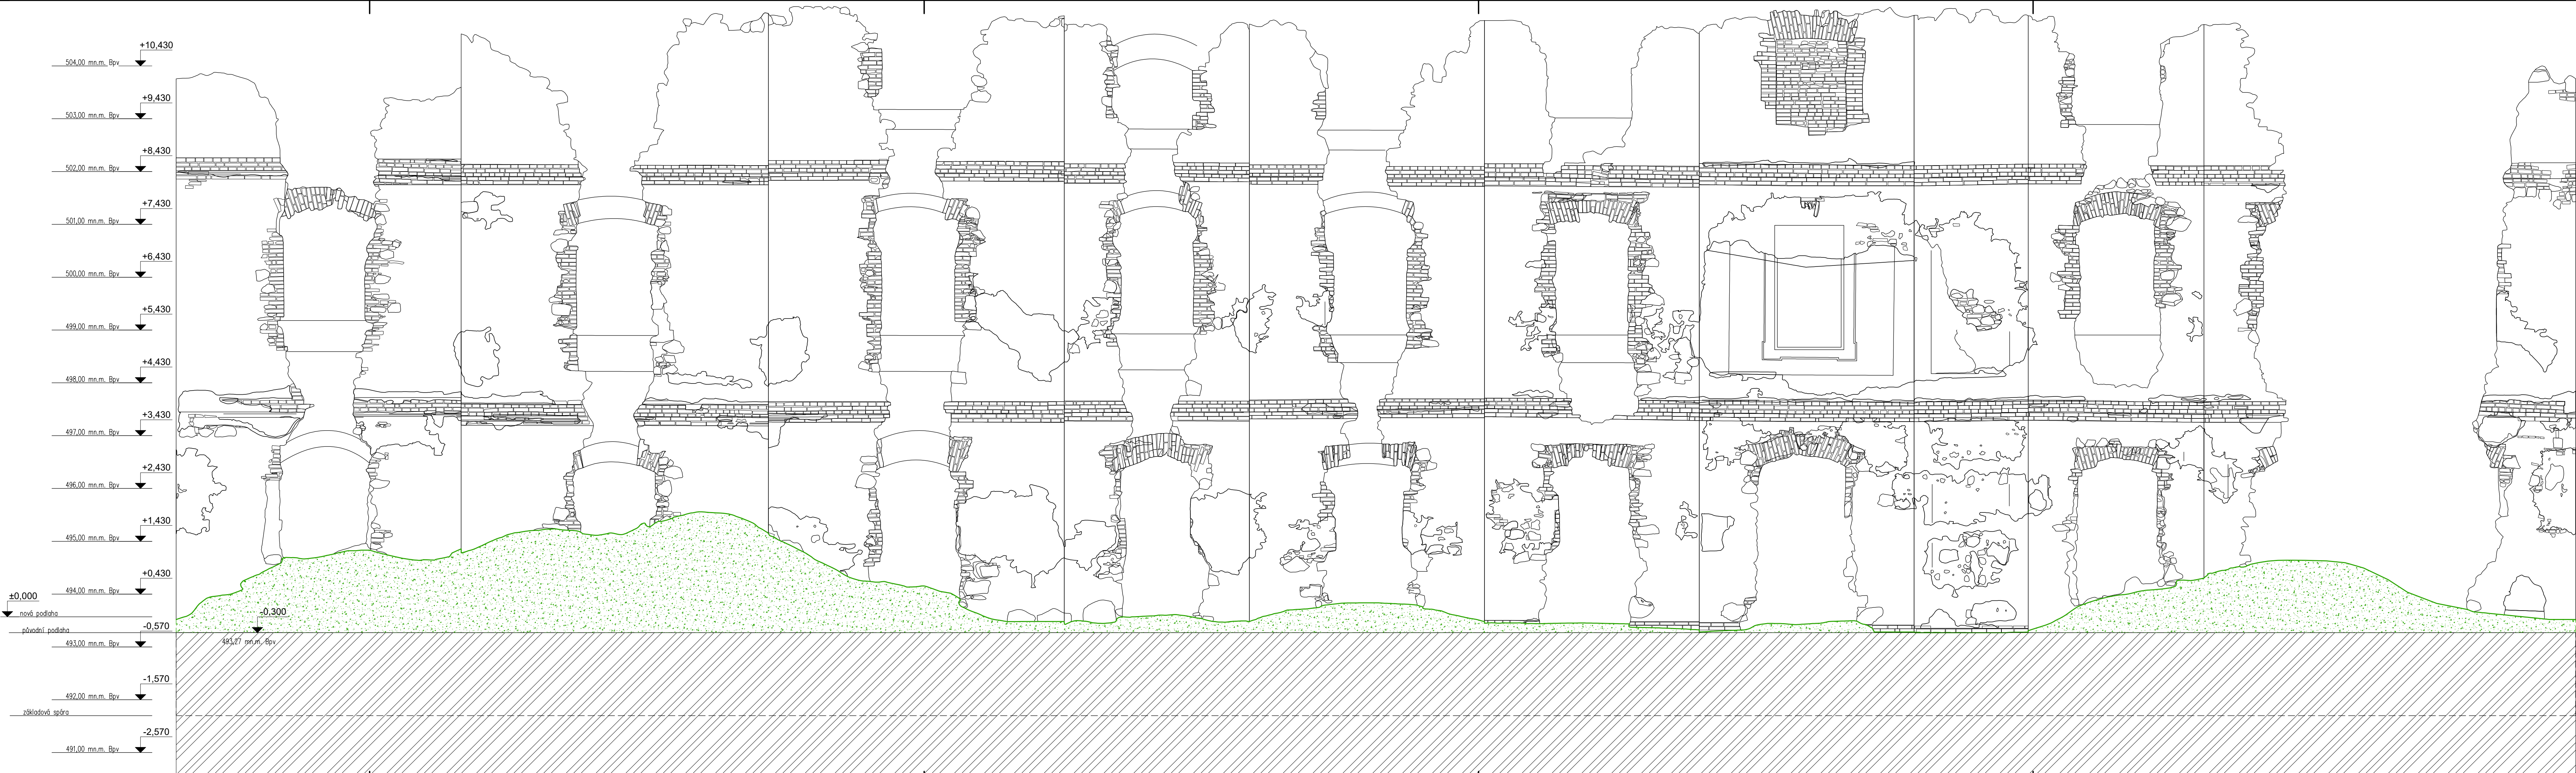 +10,430
504,00 mn.m. Bpv
+9,430
503,00 mn.m. Bpv
+8,430
502,00 mn.m. Bpv
+7,430
501,00 mn.m. Bpv
+6,430
500,00 mn.m. Bpv
+5,430
499,00 mn.m. Bpv
+4,430
498,00 mn.m. Bpv
+3,430
497,00 mn.m. Bpv
+2,430
496,00 mn.m. Bpv
+1,430
495,00 mn.m. Bpv
+0,430
494,00 mn.m. Bpv
±0,000
nová podlaha
-0,300
-0,570
původní podlaha
493,27 mn.m. Bpv
493,00 mn.m. Bpv
-1,570
492,00 mn.m. Bpv
základová spára
-2,570
491,00 mn.m. Bpv